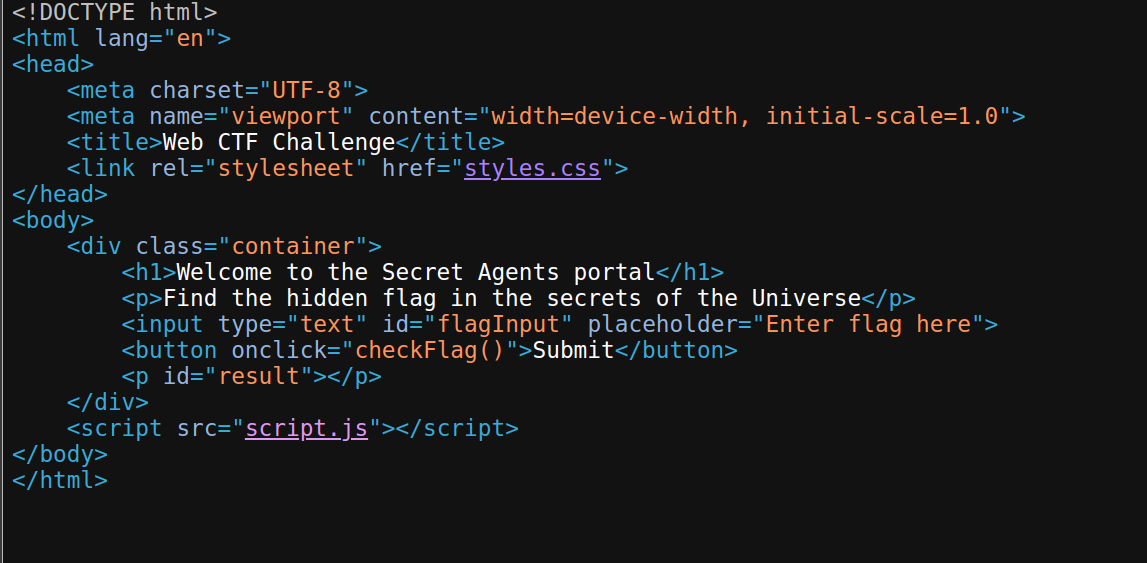 <!DOCTYPE html>
<html lang="en">
<head>
    <meta charset="UTF-8">
    <meta name="viewport" content="width=device-width, initial-scale=1.0">
    <title>Web CTF Challenge</title>
    <link rel="stylesheet" href="styles.css">
</head>
<body>
    <div class="container">
        <h1>Welcome to the Secret Agents portal</h1>
        <p>Find the hidden flag in the secrets of the Universe</p>
        <input type="text" id="flagInput" placeholder="Enter flag here">
        <button onclick="checkFlag()">Submit</button>
        <p id="result"></p>
    </div>
    <script src="script.js"></script>
</body>
</html>